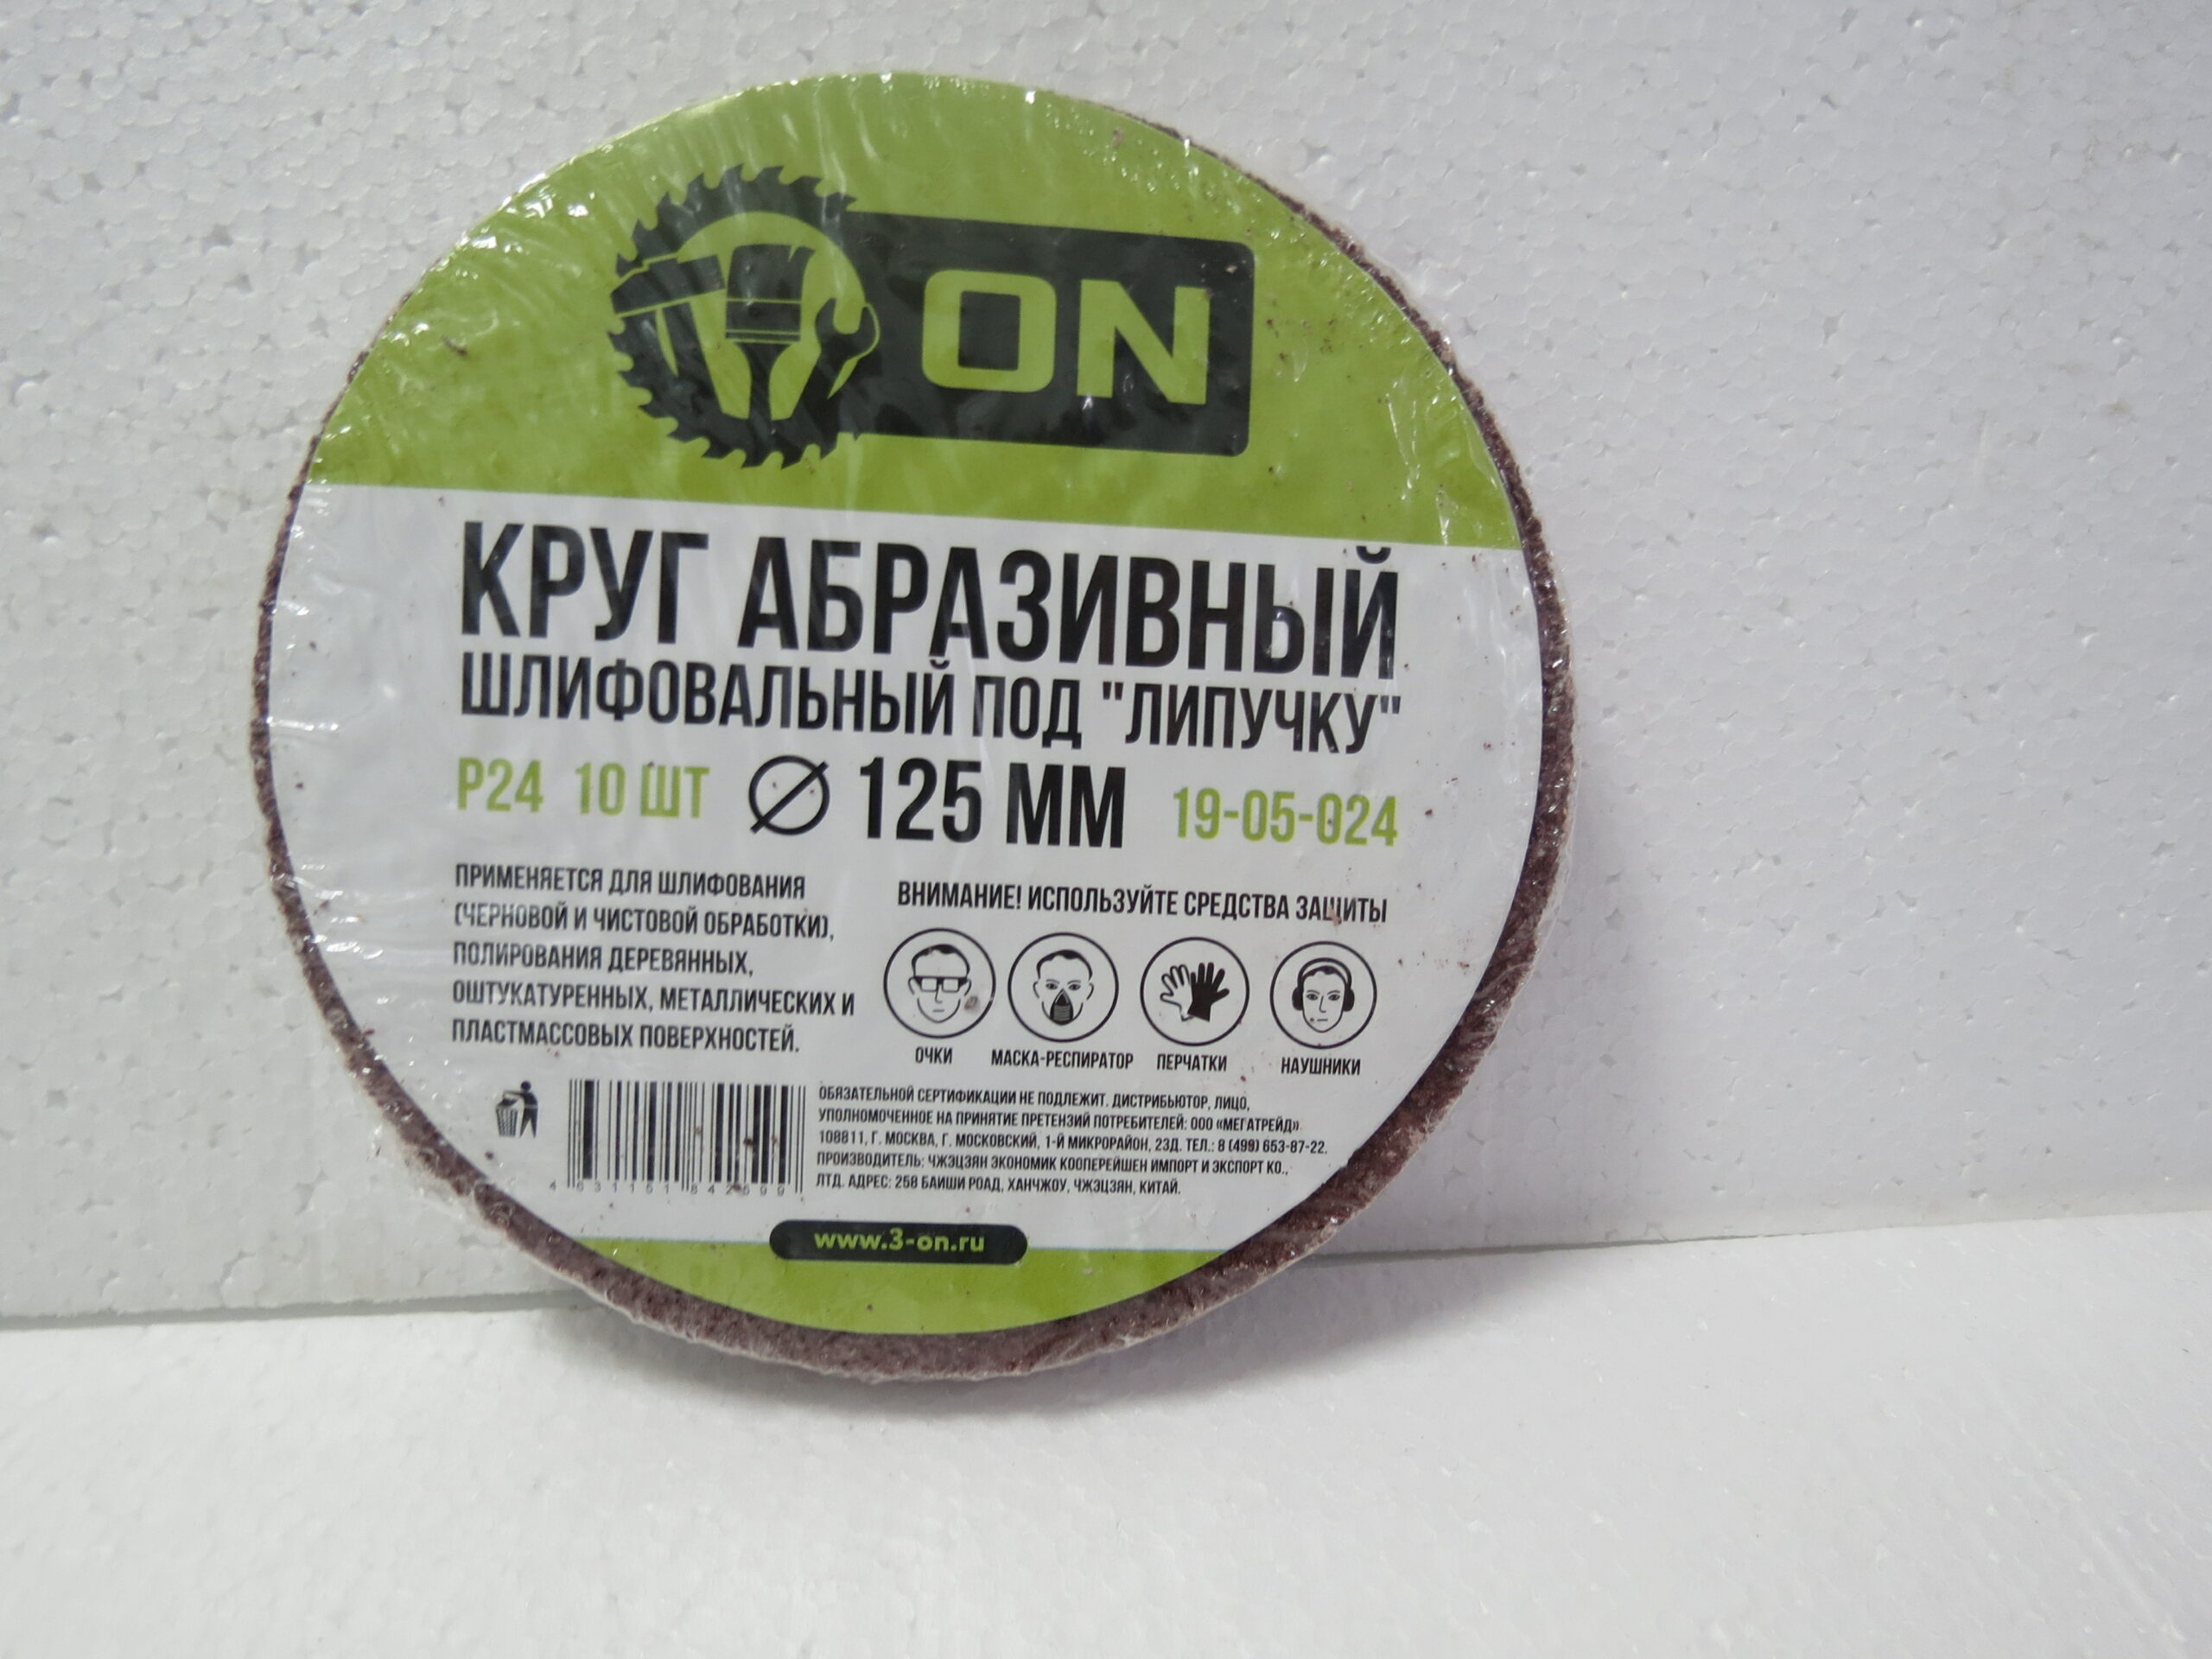 ON
КРУГ АБРАЗИВНЫЙ
ШЛИФОВАЛЬНЫЙ ПОД "ЛИПУЧКУ"
P24 10 ШТ Ø 125 ММ 19-05-024
ПРИМЕНЯЕТСЯ ДЛЯ ШЛИФОВАНИЯ
(ЧЕРНОВОЙ И ЧИСТОВОЙ ОБРАБОТКИ),
ПОЛИРОВАНИЯ ДЕРЕВЯННЫХ,
ОШТУКАТУРЕННЫХ, МЕТАЛЛИЧЕСКИХ И
ПЛАСТМАССОВЫХ ПОВЕРХНОСТЕЙ.
ВНИМАНИЕ! ИСПОЛЬЗУЙТЕ СРЕДСТВА ЗАЩИТЫ
ОЧКИ МАСКА-РЕСПИРАТОР ПЕРЧАТКИ НАУШНИКИ
ОБЯЗАТЕЛЬНОЙ СЕРТИФИКАЦИИ НЕ ПОДЛЕЖИТ. ДИСТРИБЬЮТОР, ЛИЦО,
УПОЛНОМОЧЕННОЕ НА ПРИНЯТИЕ ПРЕТЕНЗИЙ ПОТРЕБИТЕЛЕЙ: ООО «МЕГАТРЕЙД»
108811, Г. МОСКВА, Г. МОСКОВСКИЙ, 1-Й МИКРОРАЙОН, 23Д. ТЕЛ.: 8 (499) 653-87-22.
ПРОИЗВОДИТЕЛЬ: ЧЖЭЦЗЯН ЭКОНОМИК КООПЕРЕЙШЕН ИМПОРТ И ЭКСПОРТ КО.,
ЛТД. АДРЕС: 258 БАИШИ РОАД, ХАНЧЖОУ, ЧЖЭЦЗЯН, КИТАЙ.
4 631151 842699
www.3-on.ru